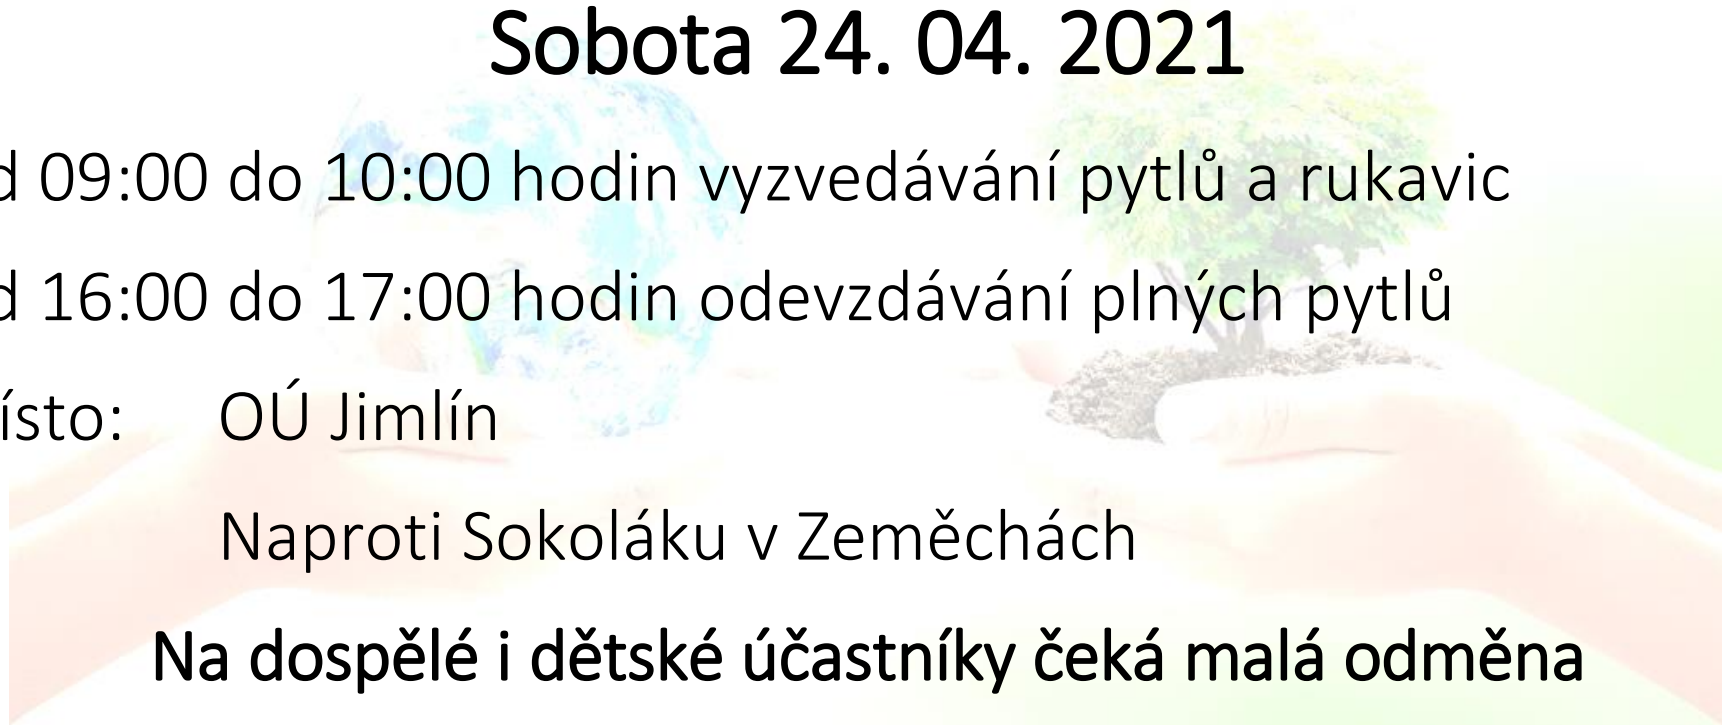 Sobota 24. 04. 2021
d 09:00 do 10:00 hodin vyzvedávání pytlů a rukavic
d 16:00 do 17:00 hodin odevzdávání plných pytlů
ísto: OÚ Jimlín
Naproti Sokoláku v Zeměchách
Na dospělé i dětské účastníky čeká malá odměna